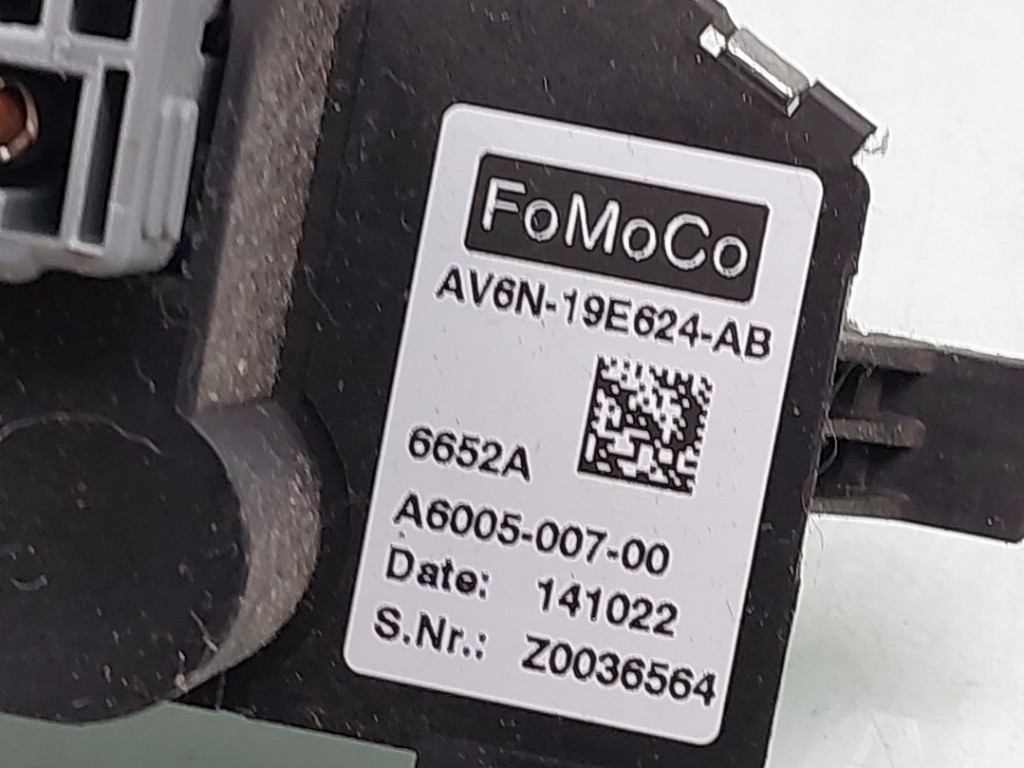 FoMoCo
AV6N-19E624-AB
6652A
A6005-007-00
Date: 141022
S.Nr.: Z0036564